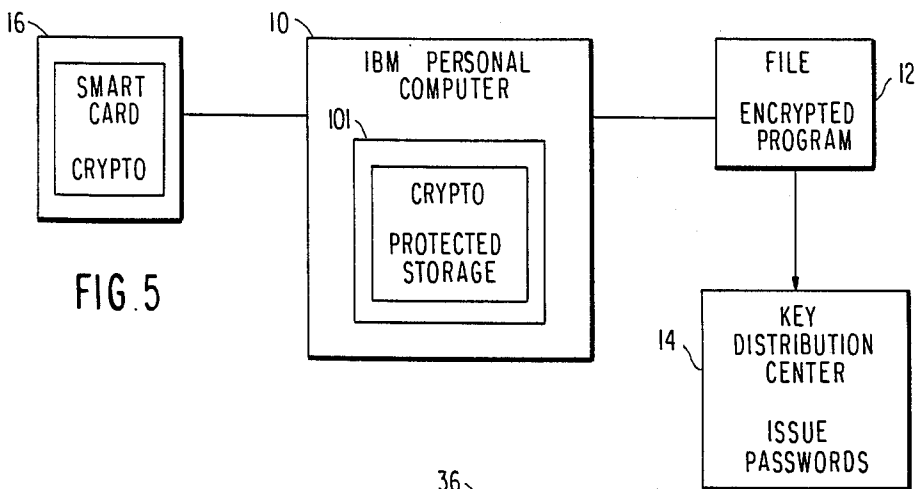 16
SMART
CARD
CRYPTO
FIG.5
10
IBM PERSONAL
COMPUTER
101
CRYPTO
PROTECTED
STORAGE
FILE
ENCRYPTED
PROGRAM
12
14
KEY
DISTRIBUTION
CENTER
ISSUE
PASSWORDS
36